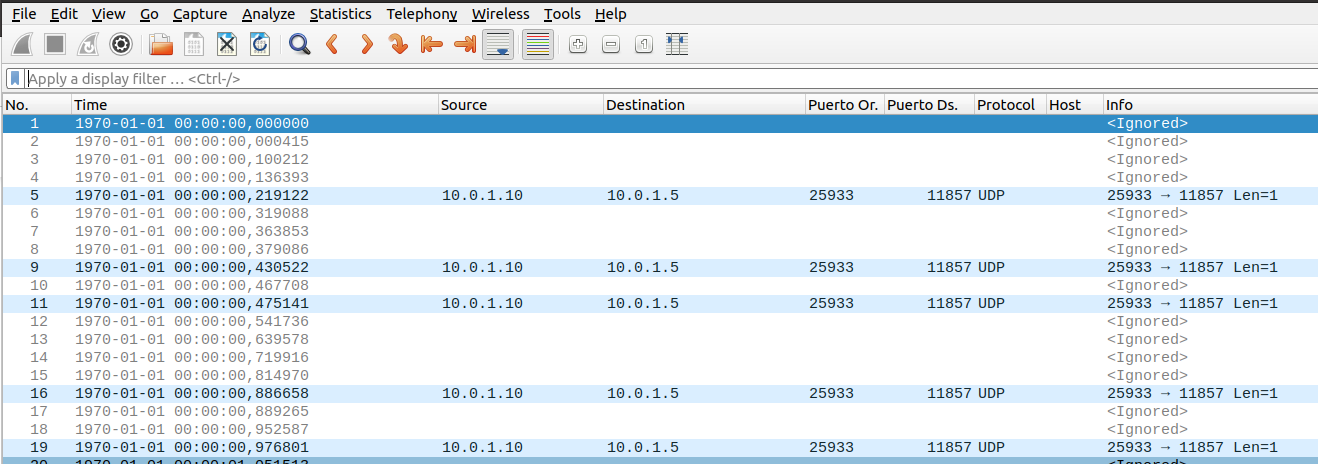 File Edit View Go Capture Analyze Statistics Telephony Wireless Tools Help
Apply a display filter … <Ctrl-/>
No. Time Source Destination Puerto Or. Puerto Ds. Protocol Host Info
1 1970-01-01 00:00:00,000000 <Ignored>
2 1970-01-01 00:00:00,000415 <Ignored>
3 1970-01-01 00:00:00,100212 <Ignored>
4 1970-01-01 00:00:00,136393 <Ignored>
5 1970-01-01 00:00:00,219122 10.0.1.10 10.0.1.5 25933 11857 UDP 25933 → 11857 Len=1
6 1970-01-01 00:00:00,319088 <Ignored>
7 1970-01-01 00:00:00,363853 <Ignored>
8 1970-01-01 00:00:00,379086 <Ignored>
9 1970-01-01 00:00:00,430522 10.0.1.10 10.0.1.5 25933 11857 UDP 25933 → 11857 Len=1
10 1970-01-01 00:00:00,467708 <Ignored>
11 1970-01-01 00:00:00,475141 10.0.1.10 10.0.1.5 25933 11857 UDP 25933 → 11857 Len=1
12 1970-01-01 00:00:00,541736 <Ignored>
13 1970-01-01 00:00:00,639578 <Ignored>
14 1970-01-01 00:00:00,719916 <Ignored>
15 1970-01-01 00:00:00,814970 <Ignored>
16 1970-01-01 00:00:00,886658 10.0.1.10 10.0.1.5 25933 11857 UDP 25933 → 11857 Len=1
17 1970-01-01 00:00:00,889265 <Ignored>
18 1970-01-01 00:00:00,952587 <Ignored>
19 1970-01-01 00:00:00,976801 10.0.1.10 10.0.1.5 25933 11857 UDP 25933 → 11857 Len=1